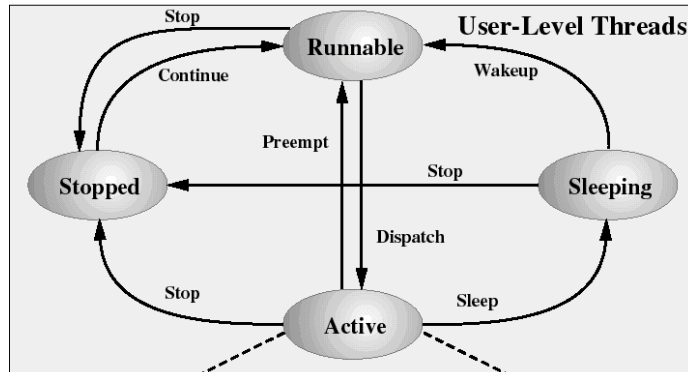 Stop
User-Level Threads
Runnable
Continue
Wakeup
Preempt
Stopped
Stop
Sleeping
Dispatch
Stop
Sleep
Active